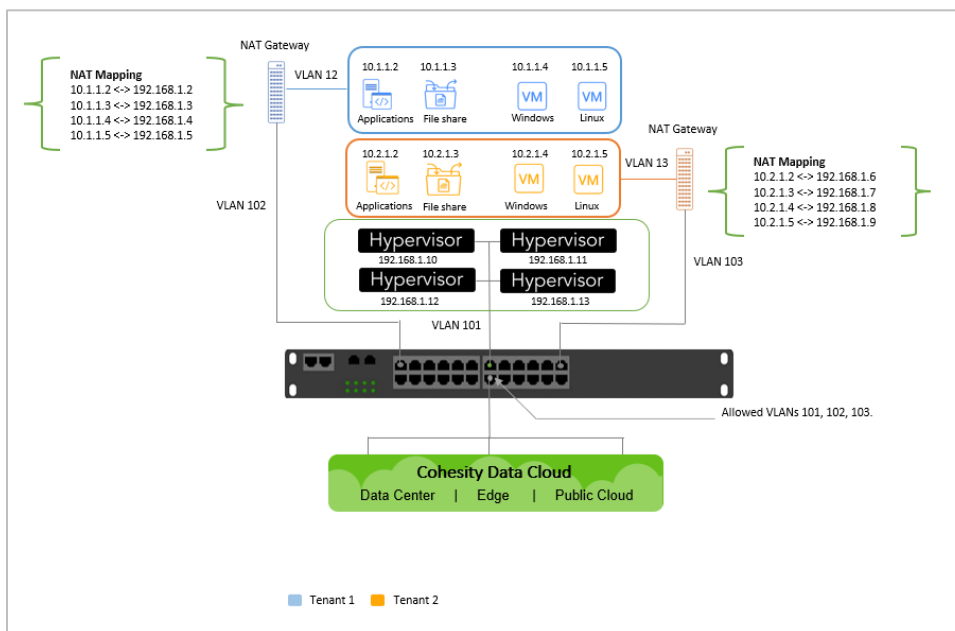 NAT Gateway
NAT Mapping
10.1.1.2 <-> 192.168.1.2
10.1.1.3 <-> 192.168.1.3
10.1.1.4 <-> 192.168.1.4
10.1.1.5 <-> 192.168.1.5
VLAN 12
10.1.1.2 10.1.1.3 10.1.1.4 10.1.1.5
VM VM
Applications File share Windows Linux
NAT Gateway
10.2.1.2 10.2.1.3 10.2.1.4 10.2.1.5
VM VM
Applications File share Windows Linux
VLAN 13
NAT Mapping
10.2.1.2 <-> 192.168.1.6
10.2.1.3 <-> 192.168.1.7
10.2.1.4 <-> 192.168.1.8
10.2.1.5 <-> 192.168.1.9
VLAN 102
VLAN 103
Hypervisor Hypervisor
192.168.1.10 192.168.1.11
Hypervisor Hypervisor
192.168.1.12 192.168.1.13
VLAN 101
Allowed VLANs 101, 102, 103.
Cohesity Data Cloud
Data Center | Edge | Public Cloud
Tenant 1 Tenant 2